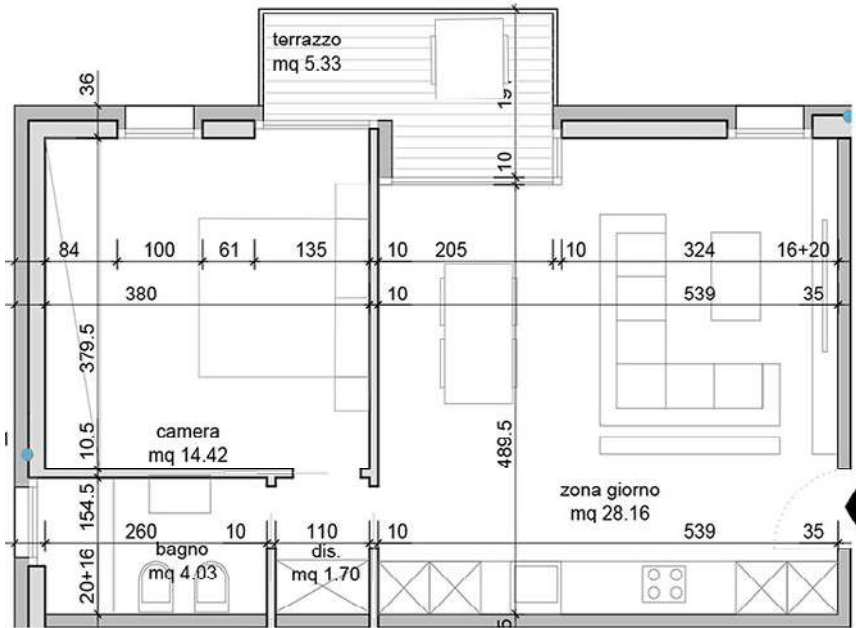 terrazzo
mq 5.33
36
10
84 100 61 135 10 205 10 324 16+20
380 10 539 35
379.5
10.5
camera
mq 14.42
489.5
zona giorno
mq 28.16
154.5
260 10 110 10 539 35
bagno
mq 4.03
dis.
mq 1.70
20+16